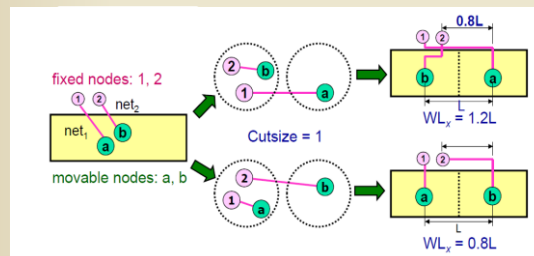 fixed nodes: 1, 2
1
2
net2
net1
a
b
movable nodes: a, b
2
b
1
a
Cutsize = 1
2
b
1
a
0.8L
1
2
b
a
L
WLx = 1.2L
1
2
a
b
L
WLx = 0.8L